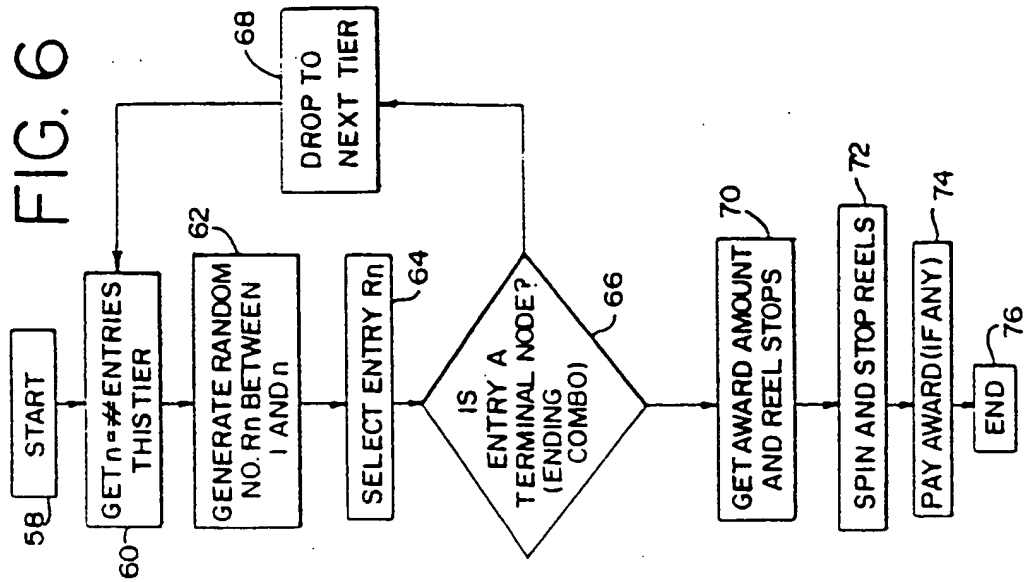 FIG. 6
58
START
60
GET n = # ENTRIES
THIS TIER
62
GENERATE RANDOM
NO. Rn BETWEEN
1 AND n
SELECT ENTRY Rn
64
IS
ENTRY A
TERMINAL NODE?
(ENDING
COMBO)
66
68
DROP TO
NEXT TIER
70
GET AWARD AMOUNT
AND REEL STOPS
72
SPIN AND STOP REELS
74
PAY AWARD (IF ANY)
END
76